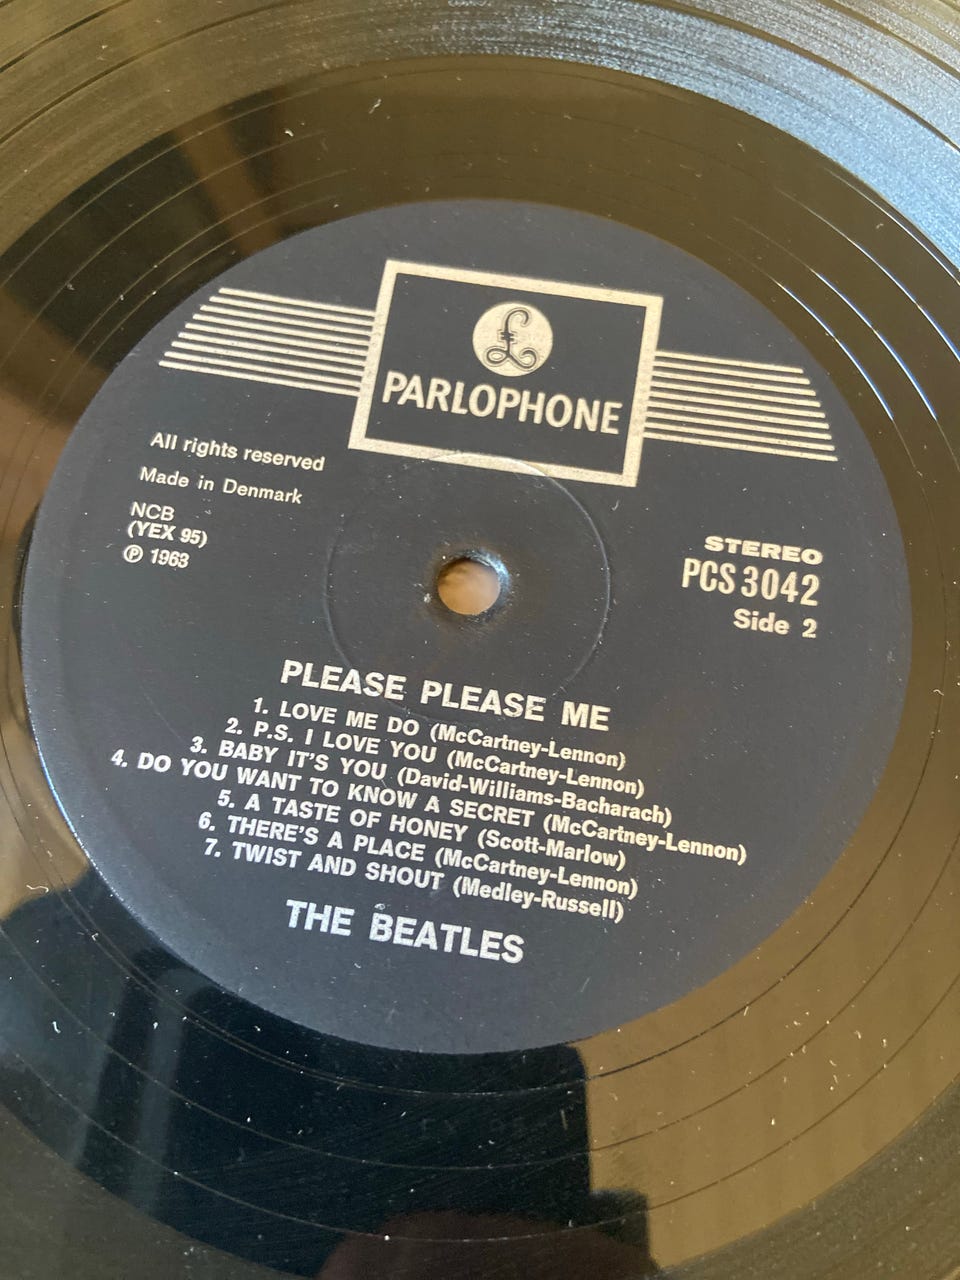 £
PARLOPHONE
All rights reserved
Made in Denmark
NCB
(YEX 95)
Ⓟ 1963
STEREO
PCS 3042
Side 2
PLEASE PLEASE ME
1. LOVE ME DO (McCartney-Lennon)
2. P.S. I LOVE YOU (McCartney-Lennon)
3. BABY IT'S YOU (David-Williams-Bacharach)
4. DO YOU WANT TO KNOW A SECRET (McCartney-Lennon)
5. A TASTE OF HONEY (Scott-Marlow)
6. THERE'S A PLACE (McCartney-Lennon)
7. TWIST AND SHOUT (Medley-Russell)
THE BEATLES